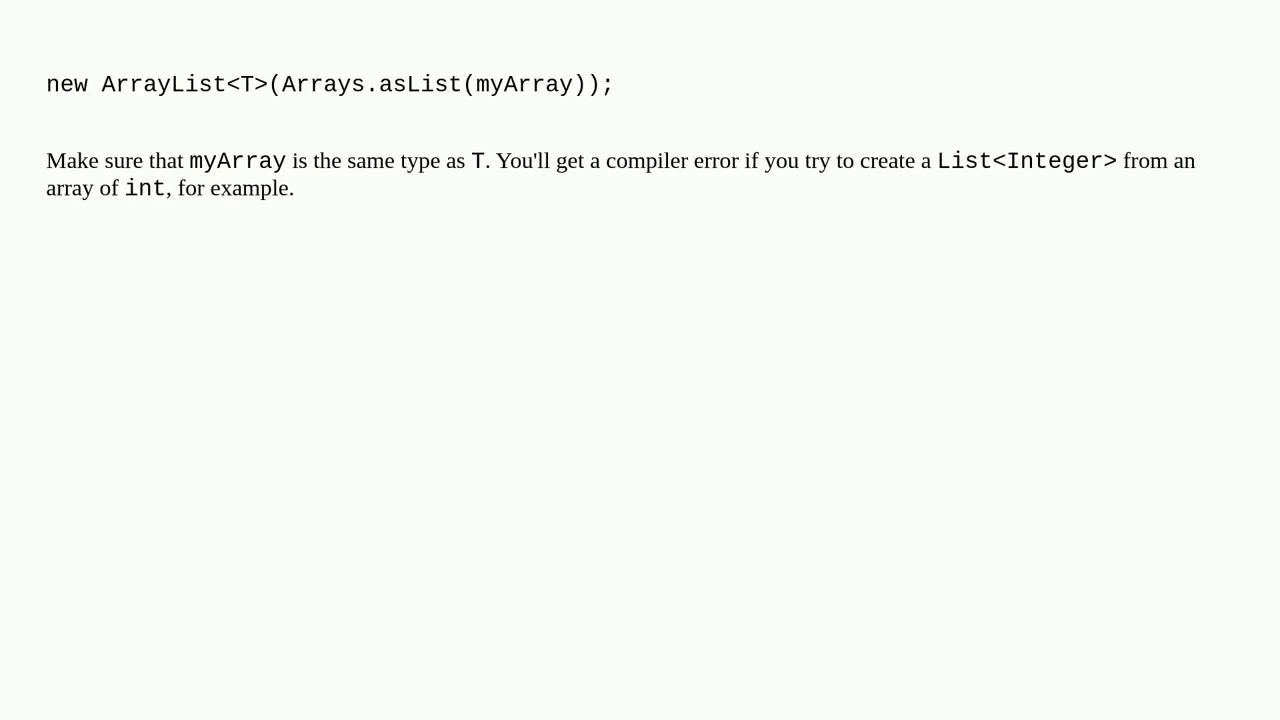 new ArrayList<T>(Arrays.asList(myArray));
Make sure that myArray is the same type as T. You'll get a compiler error if you try to create a List<Integer> from an
array of int, for example.